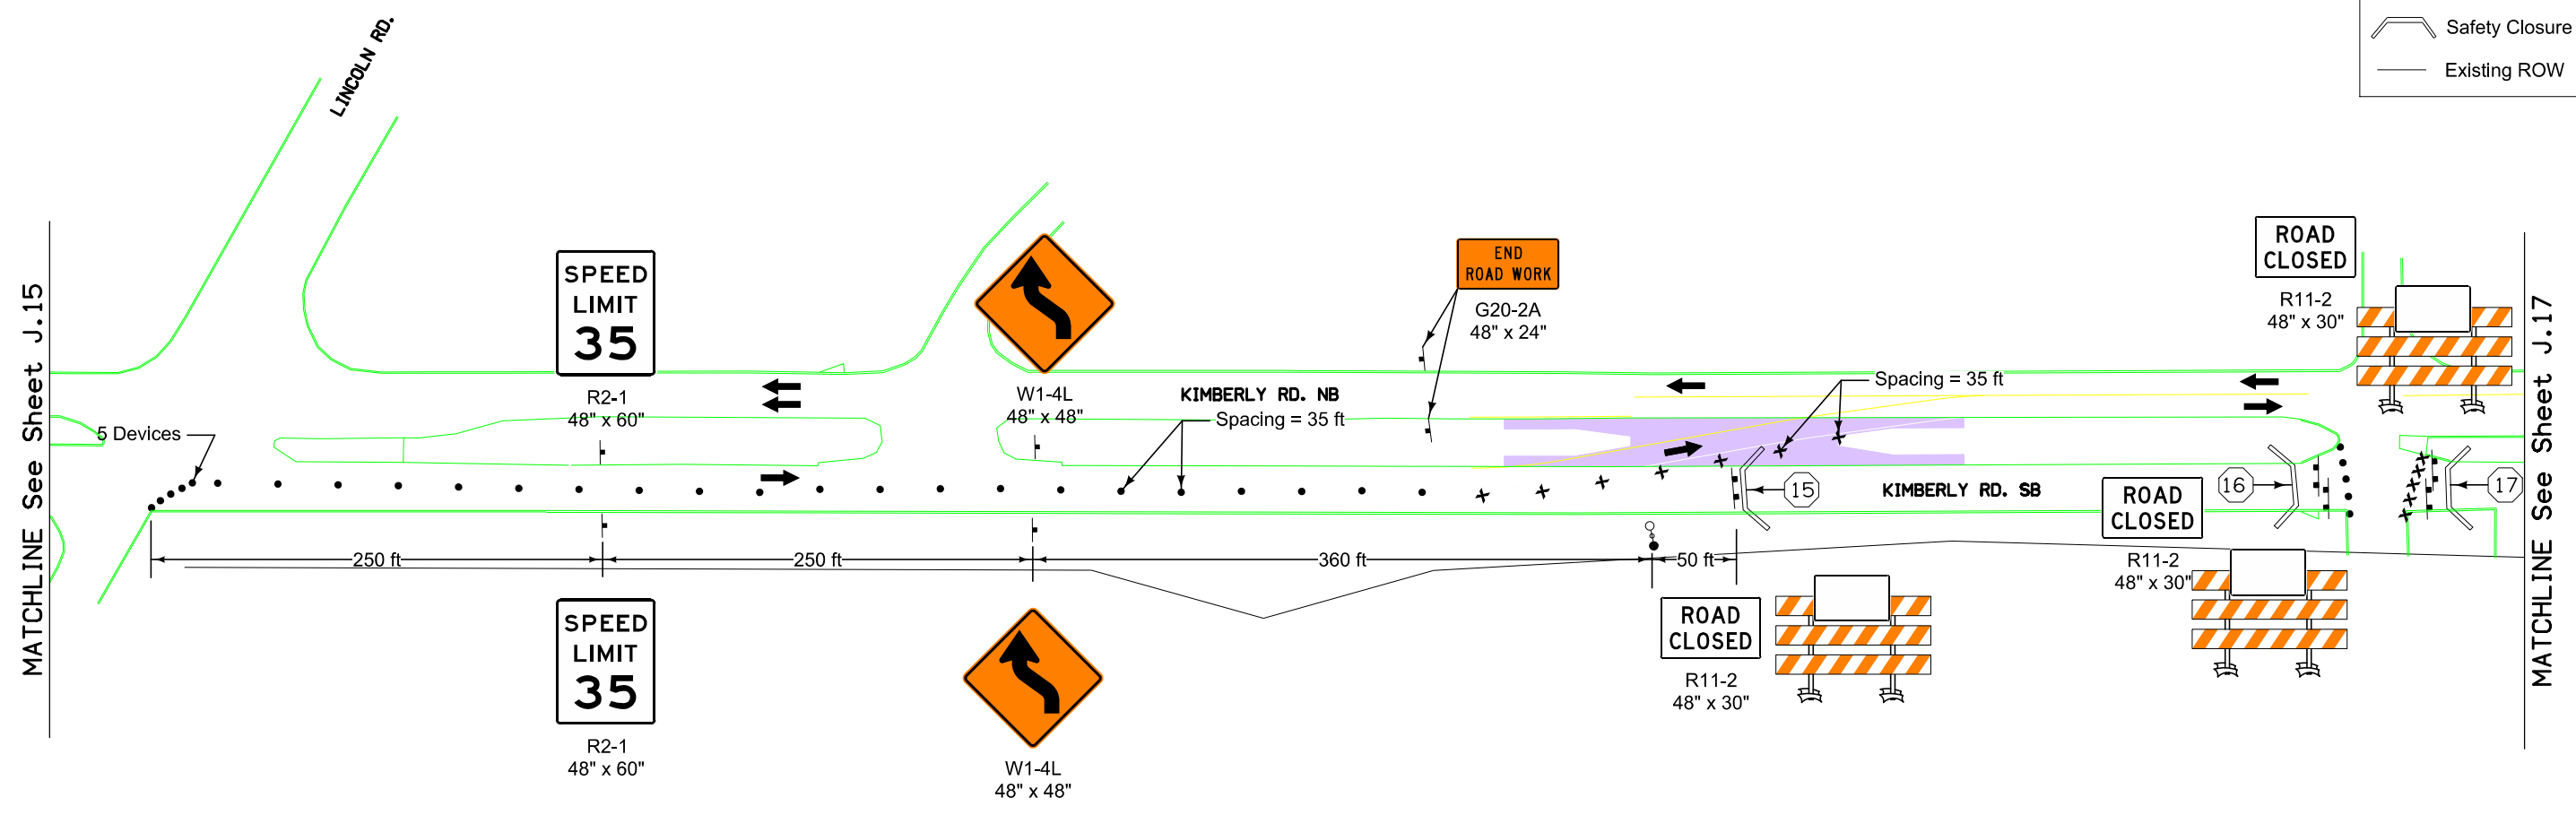 Safety Closure
Existing ROW
LINCOLN RD.
MATCHLINE See Sheet J.15
5 Devices
SPEED
LIMIT
35
R2-1
48" x 60"
W1-4L
48" x 48"
KIMBERLY RD. NB
Spacing = 35 ft
END
ROAD WORK
G20-2A
48" x 24"
Spacing = 35 ft
ROAD
CLOSED
R11-2
48" x 30"
MATCHLINE See Sheet J.17
15
KIMBERLY RD. SB
16
17
ROAD
CLOSED
R11-2
48" x 30"
250 ft
250 ft
360 ft
50 ft
SPEED
LIMIT
35
R2-1
48" x 60"
W1-4L
48" x 48"
ROAD
CLOSED
R11-2
48" x 30"